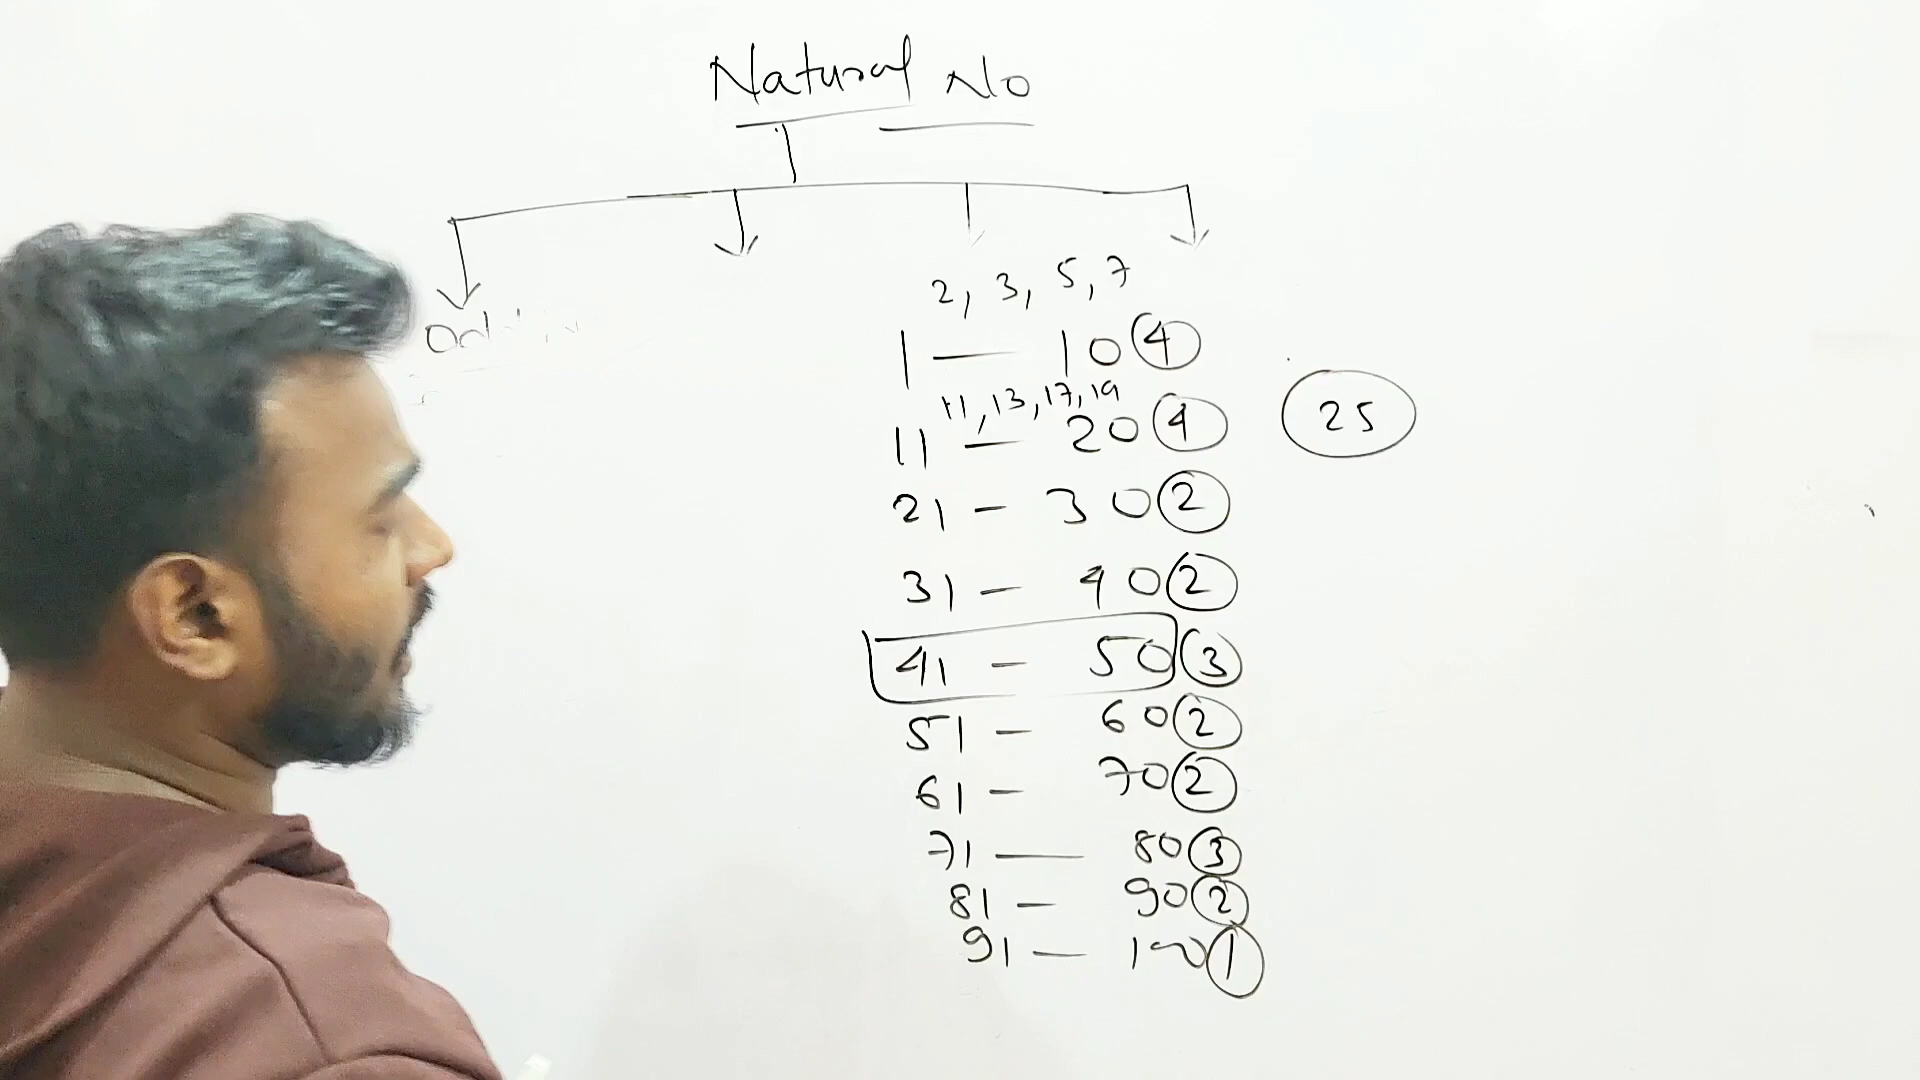 Natural No
2, 3, 5, 7
1 — 10 4
11, 13, 17, 19
11 — 20 4
25
21 - 30 2
31 - 40 2
41 - 50 3
51 - 60 2
61 - 70 2
71 — 80 3
81 - 90 2
91 — 100 1